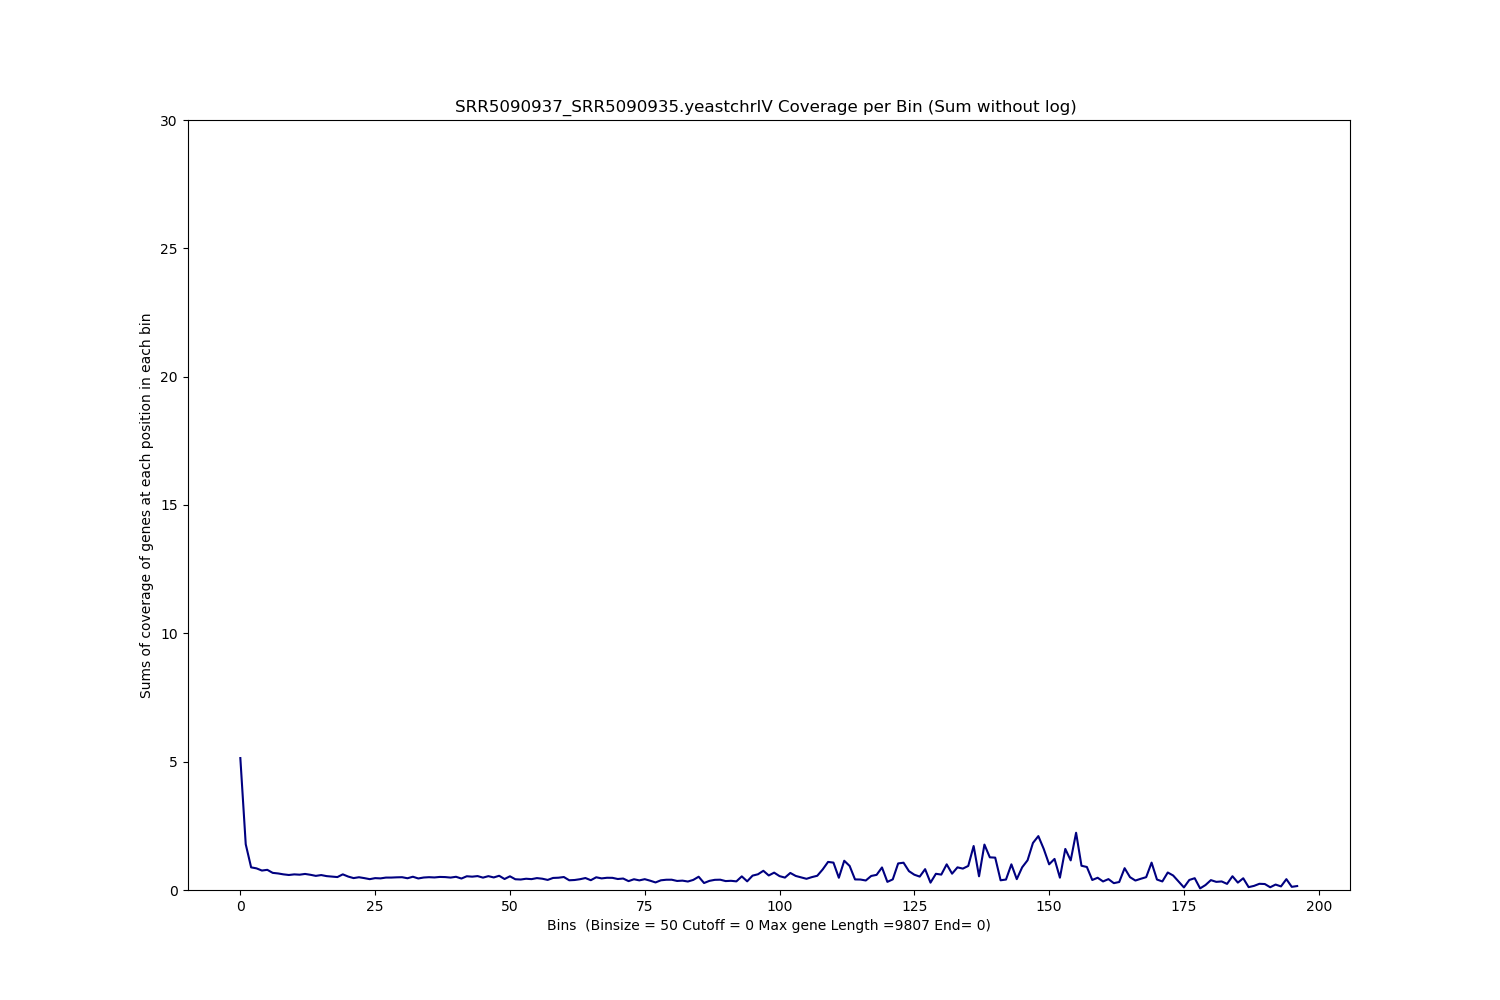 SRR5090937_SRR5090935.yeastchrIV Coverage per Bin (Sum without log)
30
25
20
15
10
5
0
Sums of coverage of genes at each position in each bin
0 25 50 75 100 125 150 175 200
Bins  (Binsize = 50 Cutoff = 0 Max gene Length =9807 End= 0)